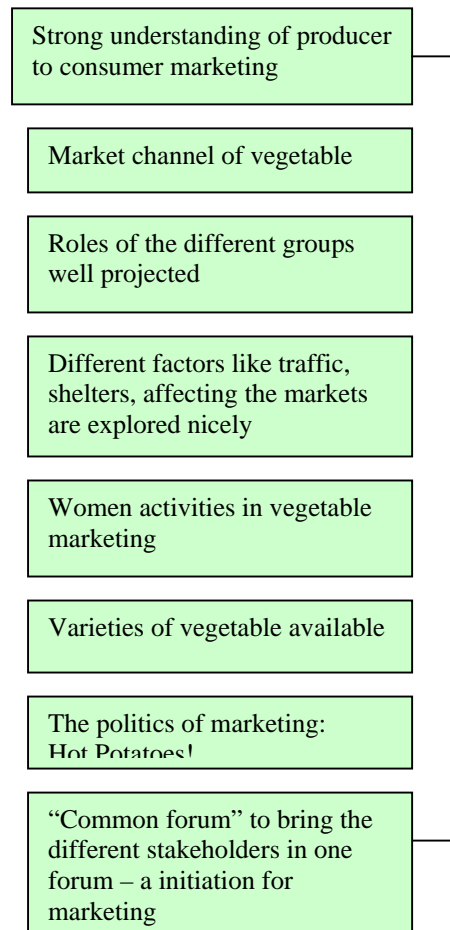 Strong understanding of producer
to consumer marketing
Market channel of vegetable
Roles of the different groups
well projected
Different factors like traffic,
shelters, affecting the markets
are explored nicely
Women activities in vegetable
marketing
Varieties of vegetable available
The politics of marketing:
Hot Potatoes!
“Common forum” to bring the
different stakeholders in one
forum – a initiation for
marketing